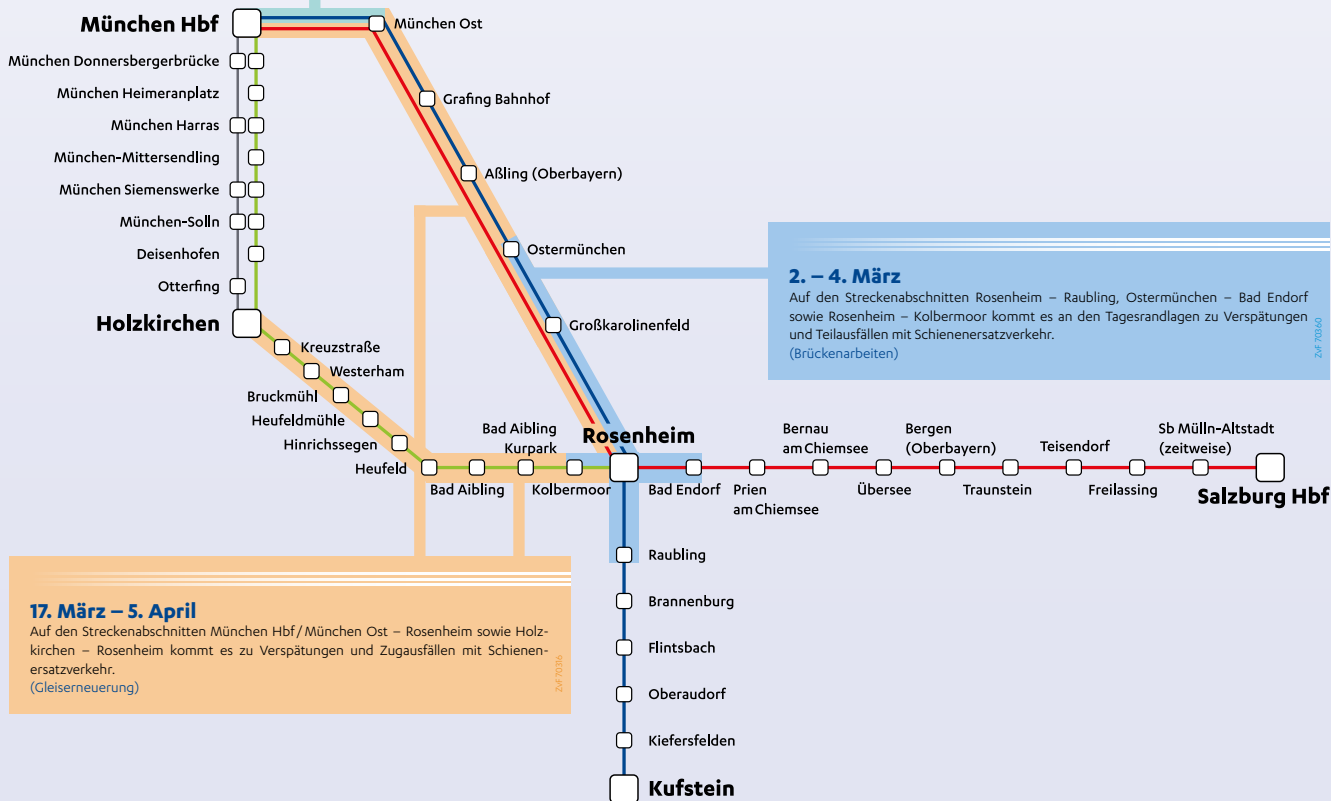 München Hbf
München Ost
München Donnersbergerbrücke
München Heimeranplatz
München Harras
München-Mittersendling
München Siemenswerke
München-Solln
Deisenhofen
Otterfing
Holzkirchen
Grafing Bahnhof
Aßling (Oberbayern)
Ostermünchen
Großkarolinenfeld
2. – 4. März
Auf den Streckenabschnitten Rosenheim – Raubling, Ostermünchen – Bad Endorf
sowie Rosenheim – Kolbermoor kommt es an den Tagesrandlagen zu Verspätungen
und Teilausfällen mit Schienenersatzverkehr.
(Brückenarbeiten)
ZvF 70360
Kreuzstraße
Westerham
Bruckmühl
Heufeldmühle
Hinrichssegen
Heufeld
Bad Aibling
Bad Aibling
Kurpark
Kolbermoor
Rosenheim
Bad Endorf
Prien
am Chiemsee
Bernau
am Chiemsee
Übersee
Bergen
(Oberbayern)
Traunstein
Teisendorf
Freilassing
Sb Mülln-Altstadt
(zeitweise)
Salzburg Hbf
Raubling
Brannenburg
Flintsbach
Oberaudorf
Kiefersfelden
Kufstein
17. März – 5. April
Auf den Streckenabschnitten München Hbf/München Ost – Rosenheim sowie Holz-
kirchen – Rosenheim kommt es zu Verspätungen und Zugausfällen mit Schienen-
ersatzverkehr.
(Gleiserneuerung)
ZvF 70316